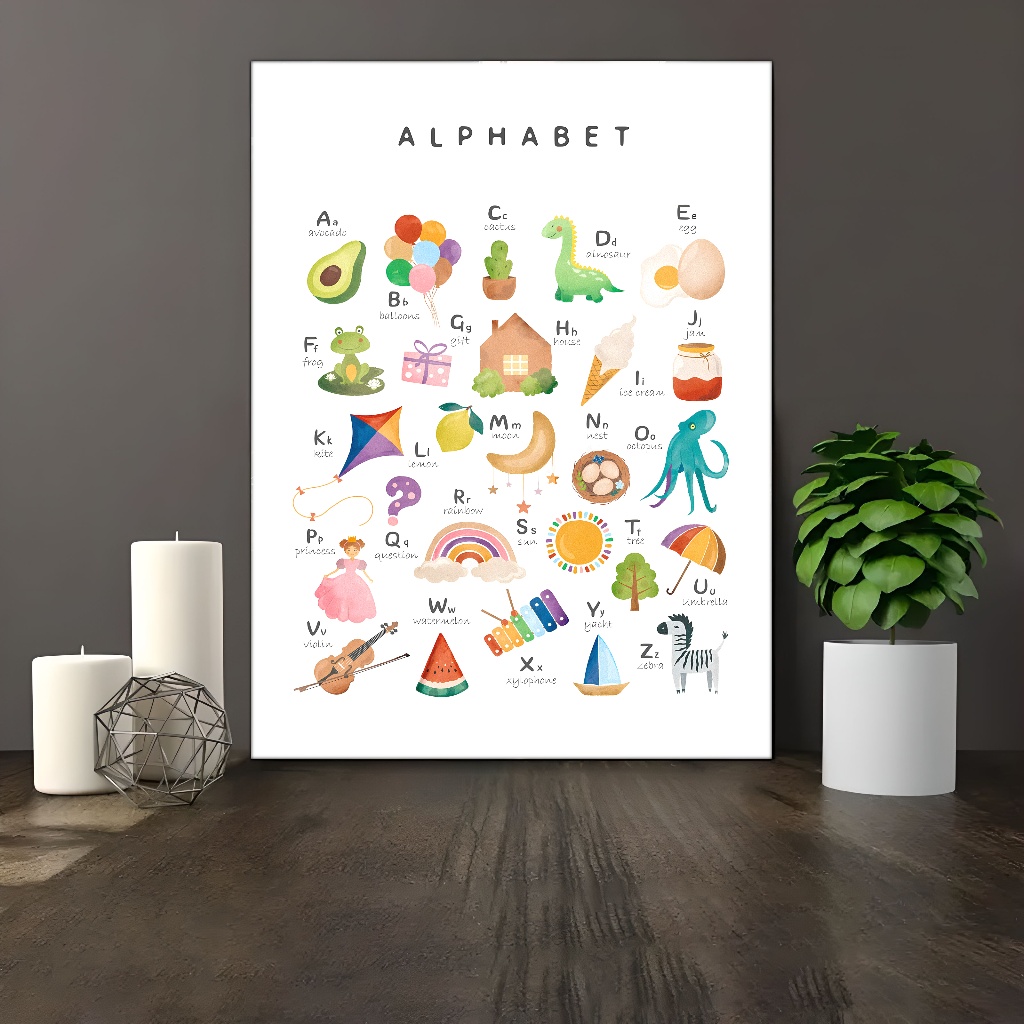 ALPHABET
Aa
avocado
Bb
balloons
Cc
cactus
Dd
dinosaur
Ee
egg
Ff
frog
Gg
gift
Hh
house
Ii
ice cream
Jj
jam
Kk
kite
Ll
lemon
Mm
moon
Nn
nest
Oo
octopus
Pp
princess
Qq
question
Rr
rainbow
Ss
sun
Tt
tree
Uu
umbrella
Vv
violin
Ww
watermelon
Xx
xylophone
Yy
yacht
Zz
zebra